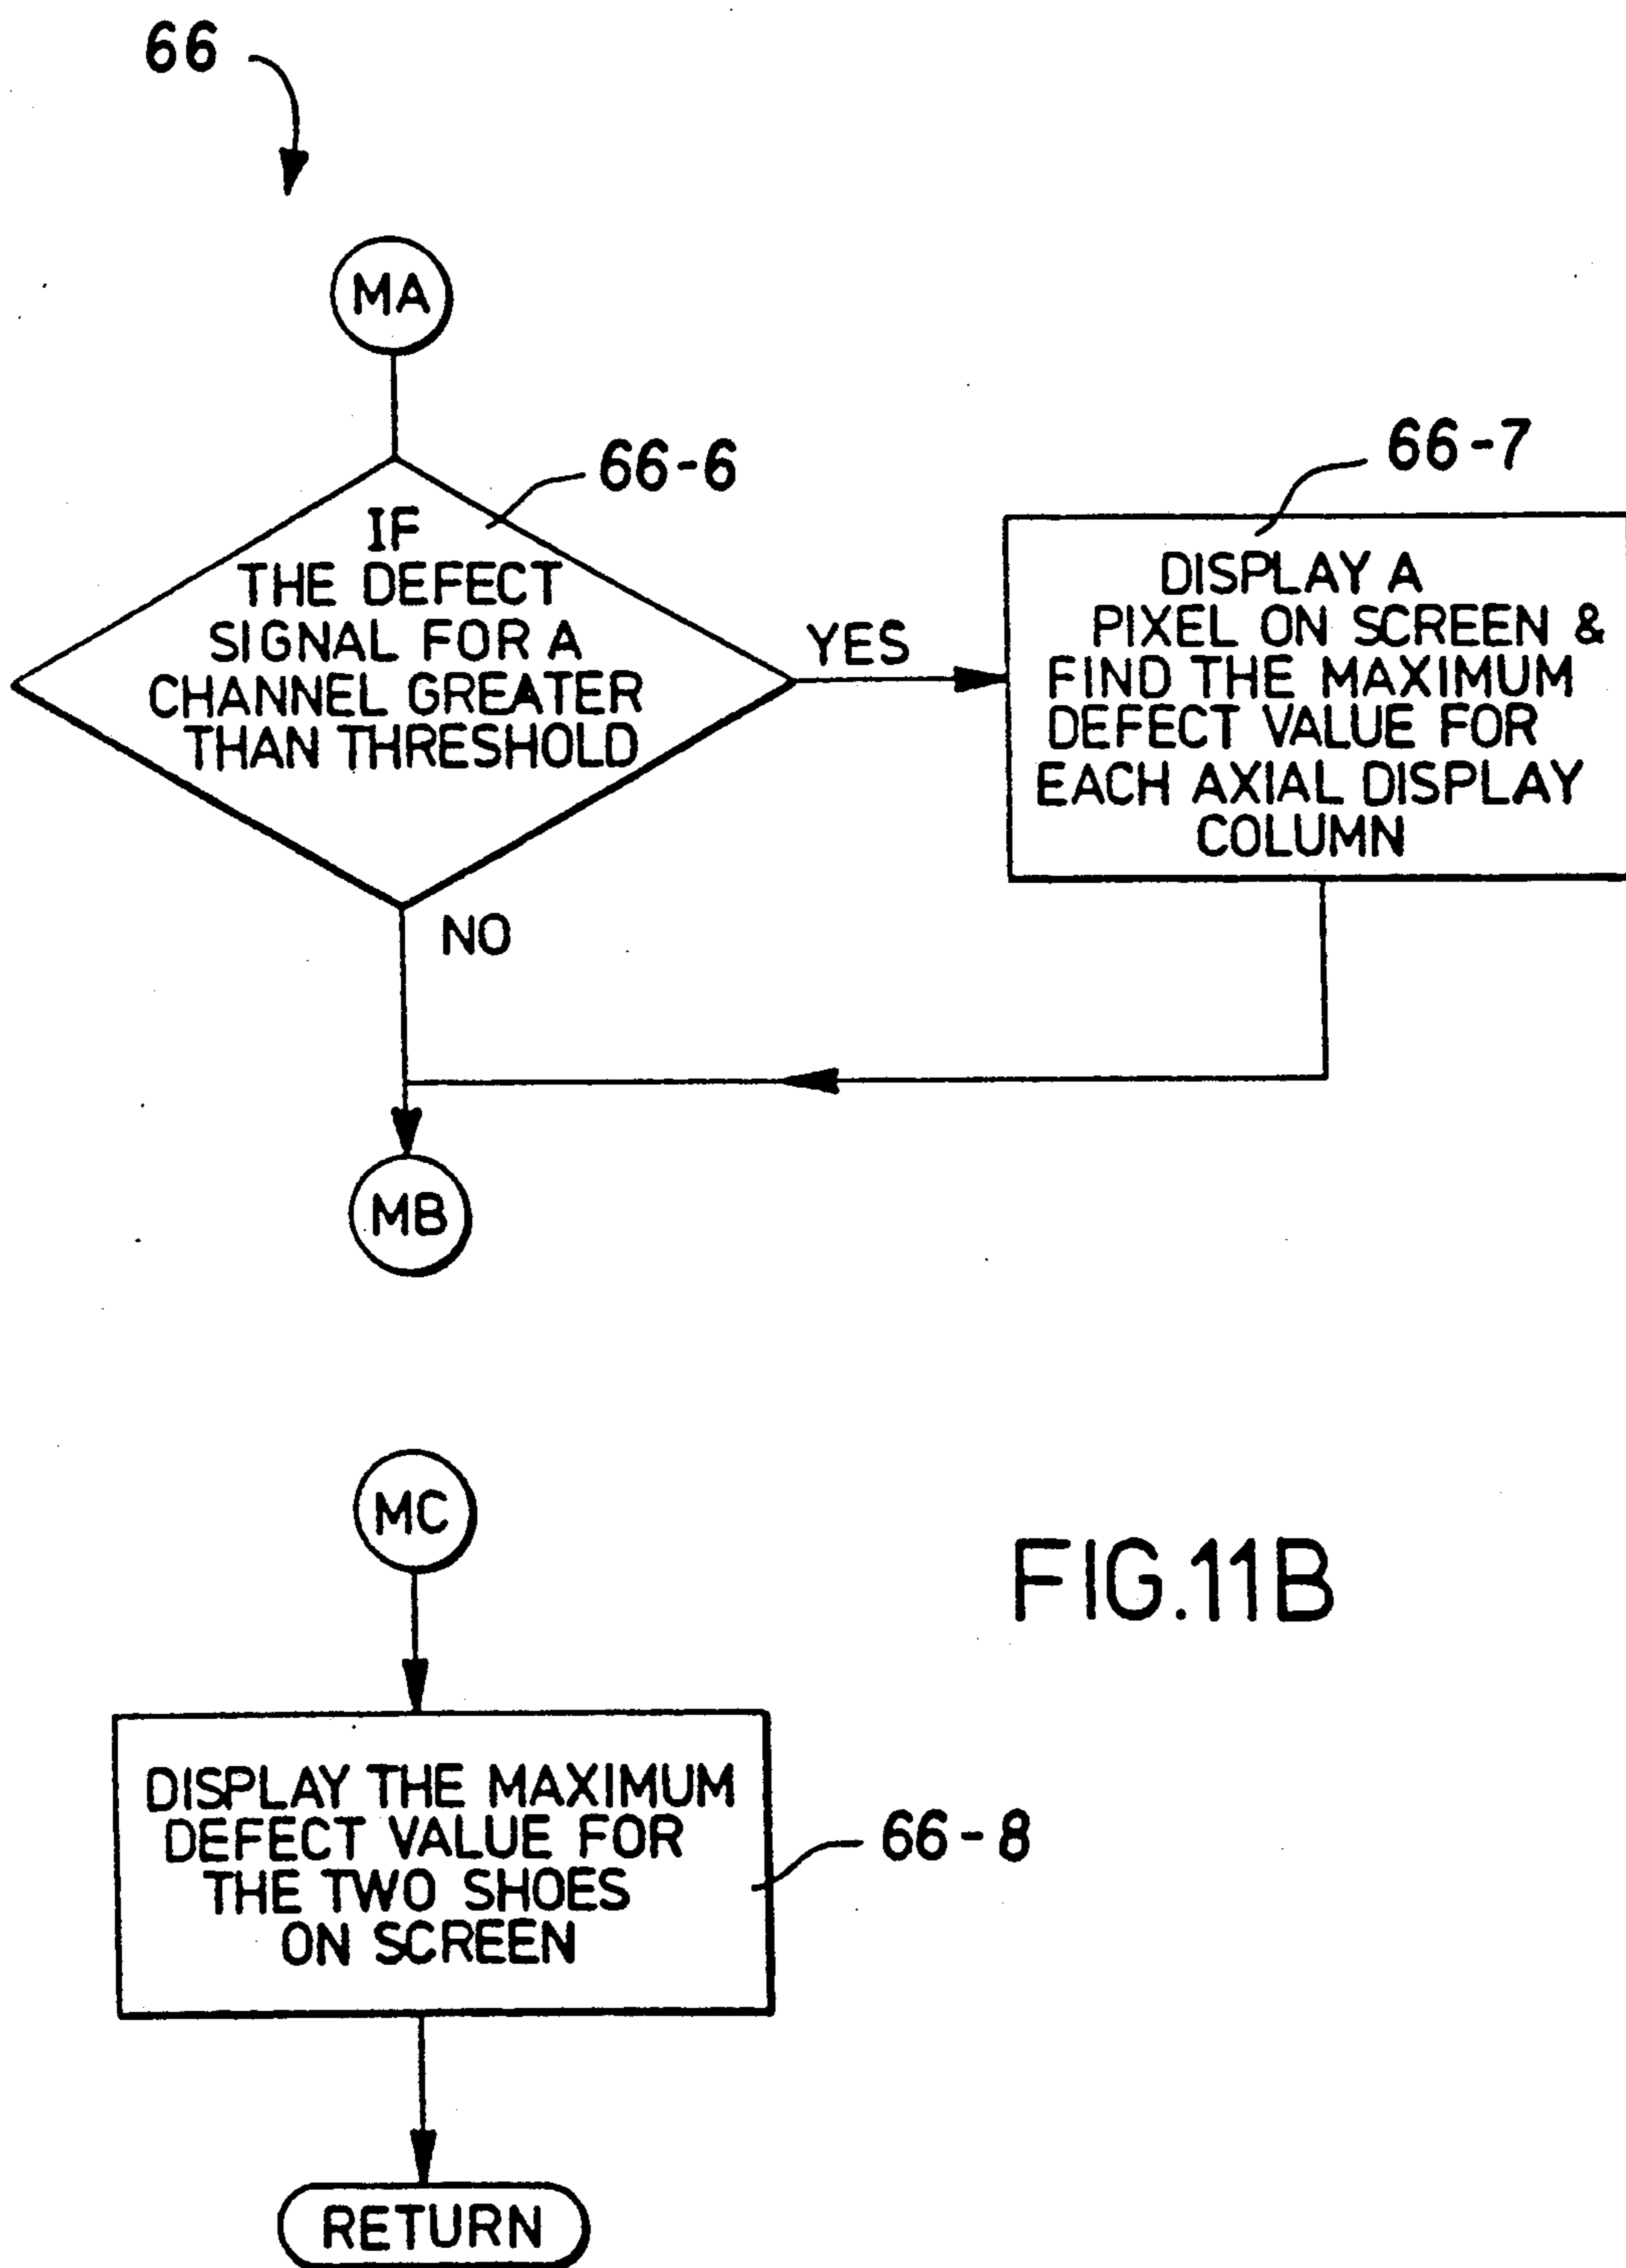 66
MA
66-6
IF
THE DEFECT
SIGNAL FOR A
CHANNEL GREATER
THAN THRESHOLD
YES
66-7
DISPLAY A
PIXEL ON SCREEN &
FIND THE MAXIMUM
DEFECT VALUE FOR
EACH AXIAL DISPLAY
COLUMN
NO
MB
MC
FIG.11B
DISPLAY THE MAXIMUM
DEFECT VALUE FOR
THE TWO SHOES
ON SCREEN
66-8
RETURN